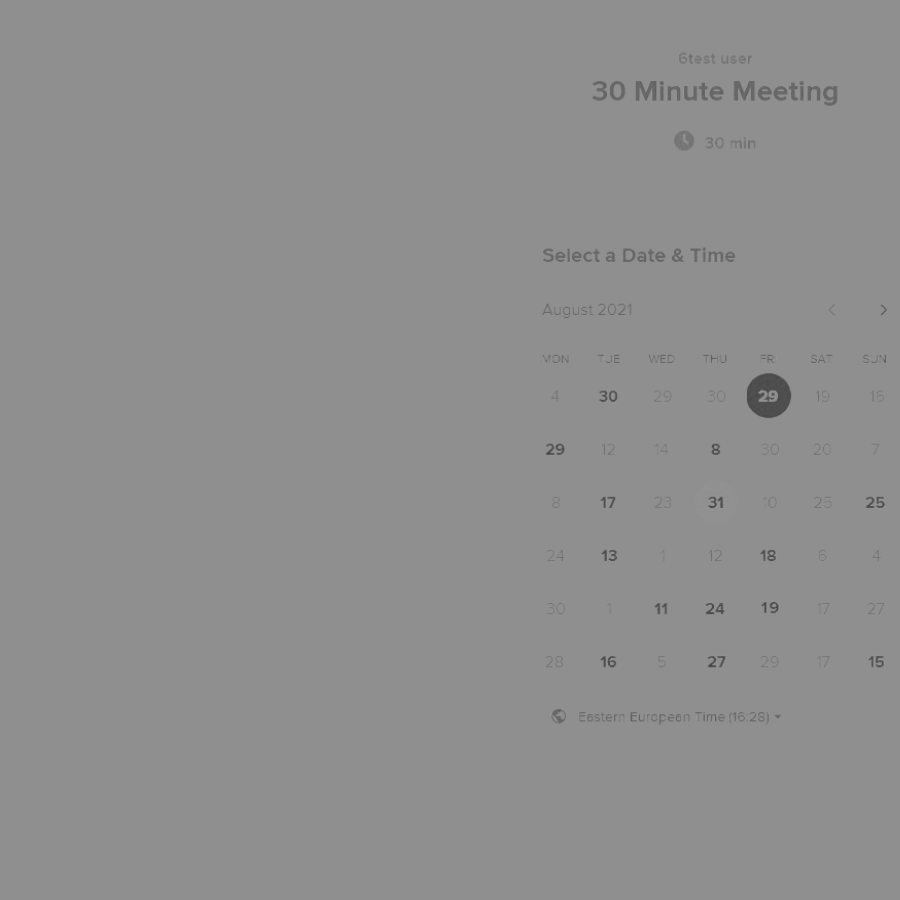 6test user
30 Minute Meeting
30 min
Select a Date & Time
August 2021
MON TUE WED THU FRI SAT SUN
4 30 29 30 29 19 16
29 12 14 8 30 20 7
8 17 23 31 10 25 25
24 13 1 12 18 6 4
30 1 11 24 19 17 27
28 16 5 27 29 17 15
Eastern European Time (16:28)